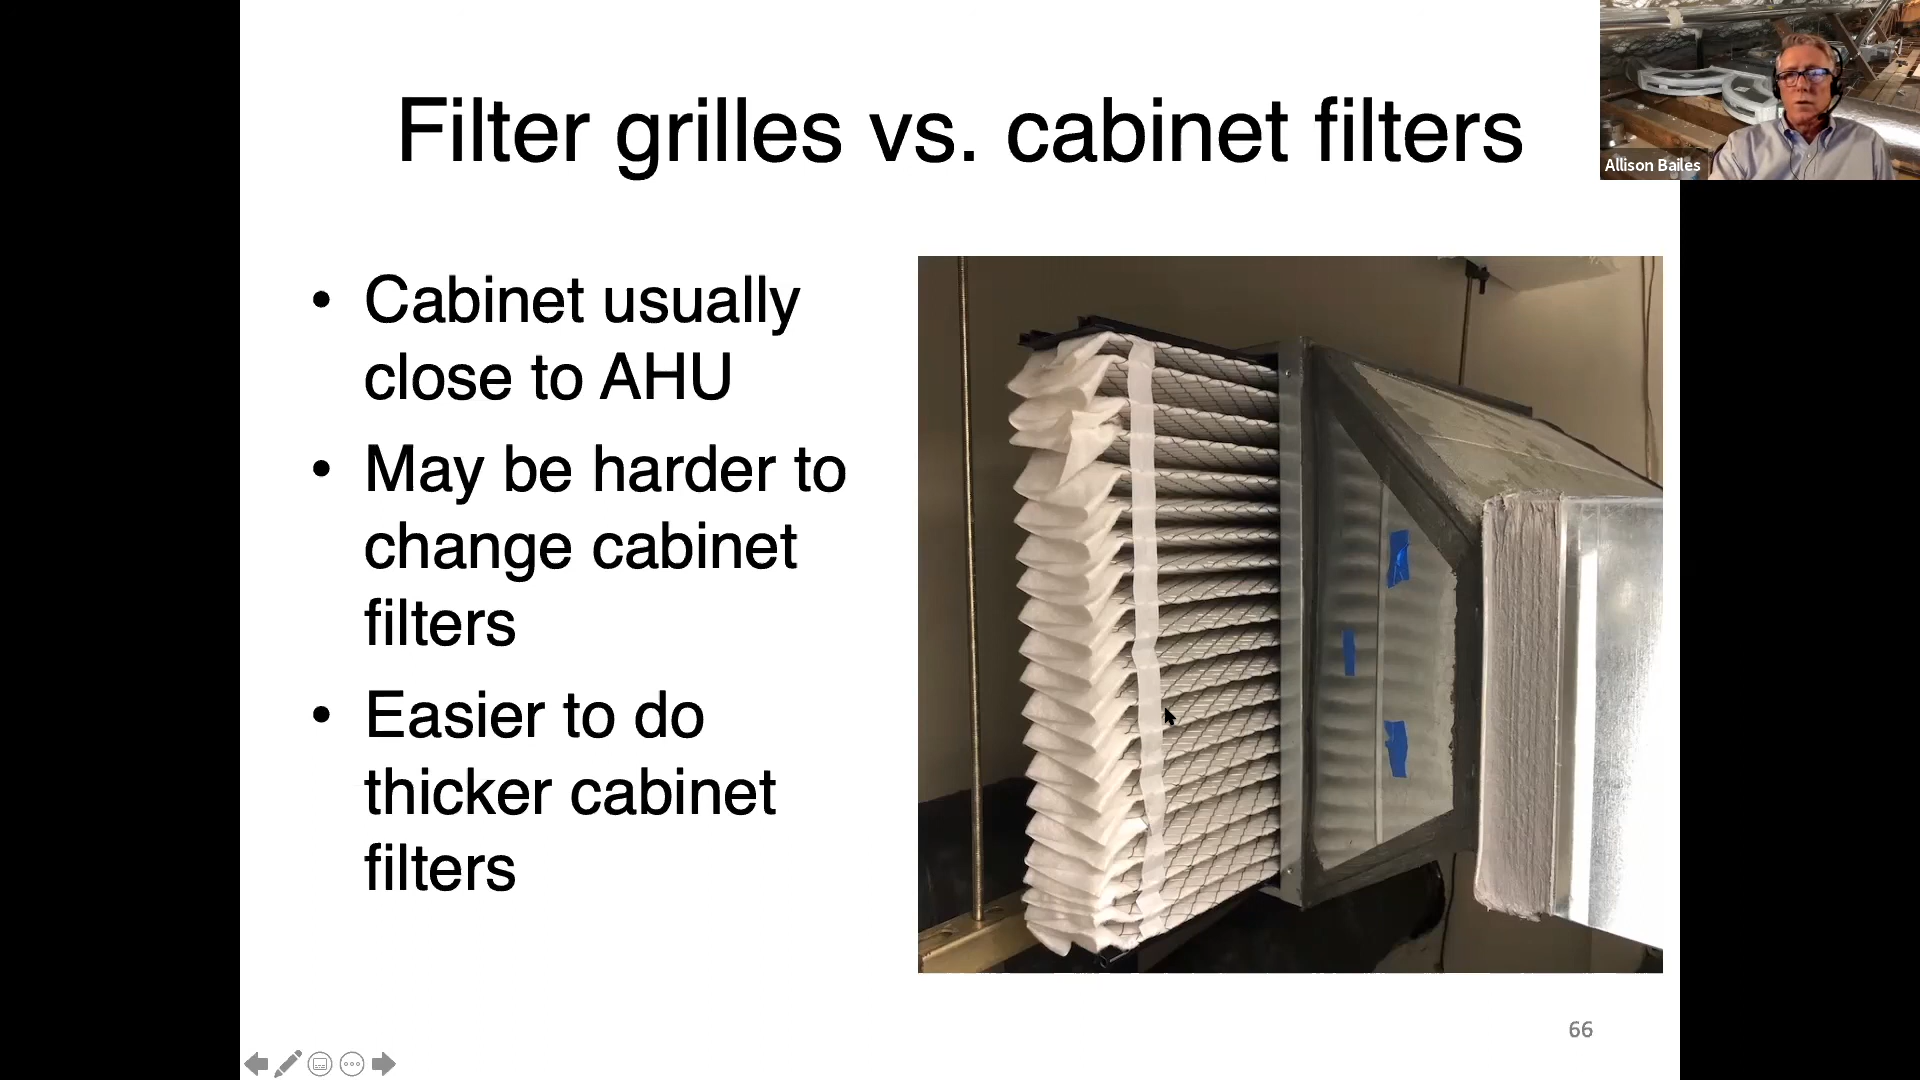 Filter grilles vs. cabinet filters
Allison Bailes
• Cabinet usually
close to AHU
• May be harder to
change cabinet
filters
• Easier to do
thicker cabinet
filters
66